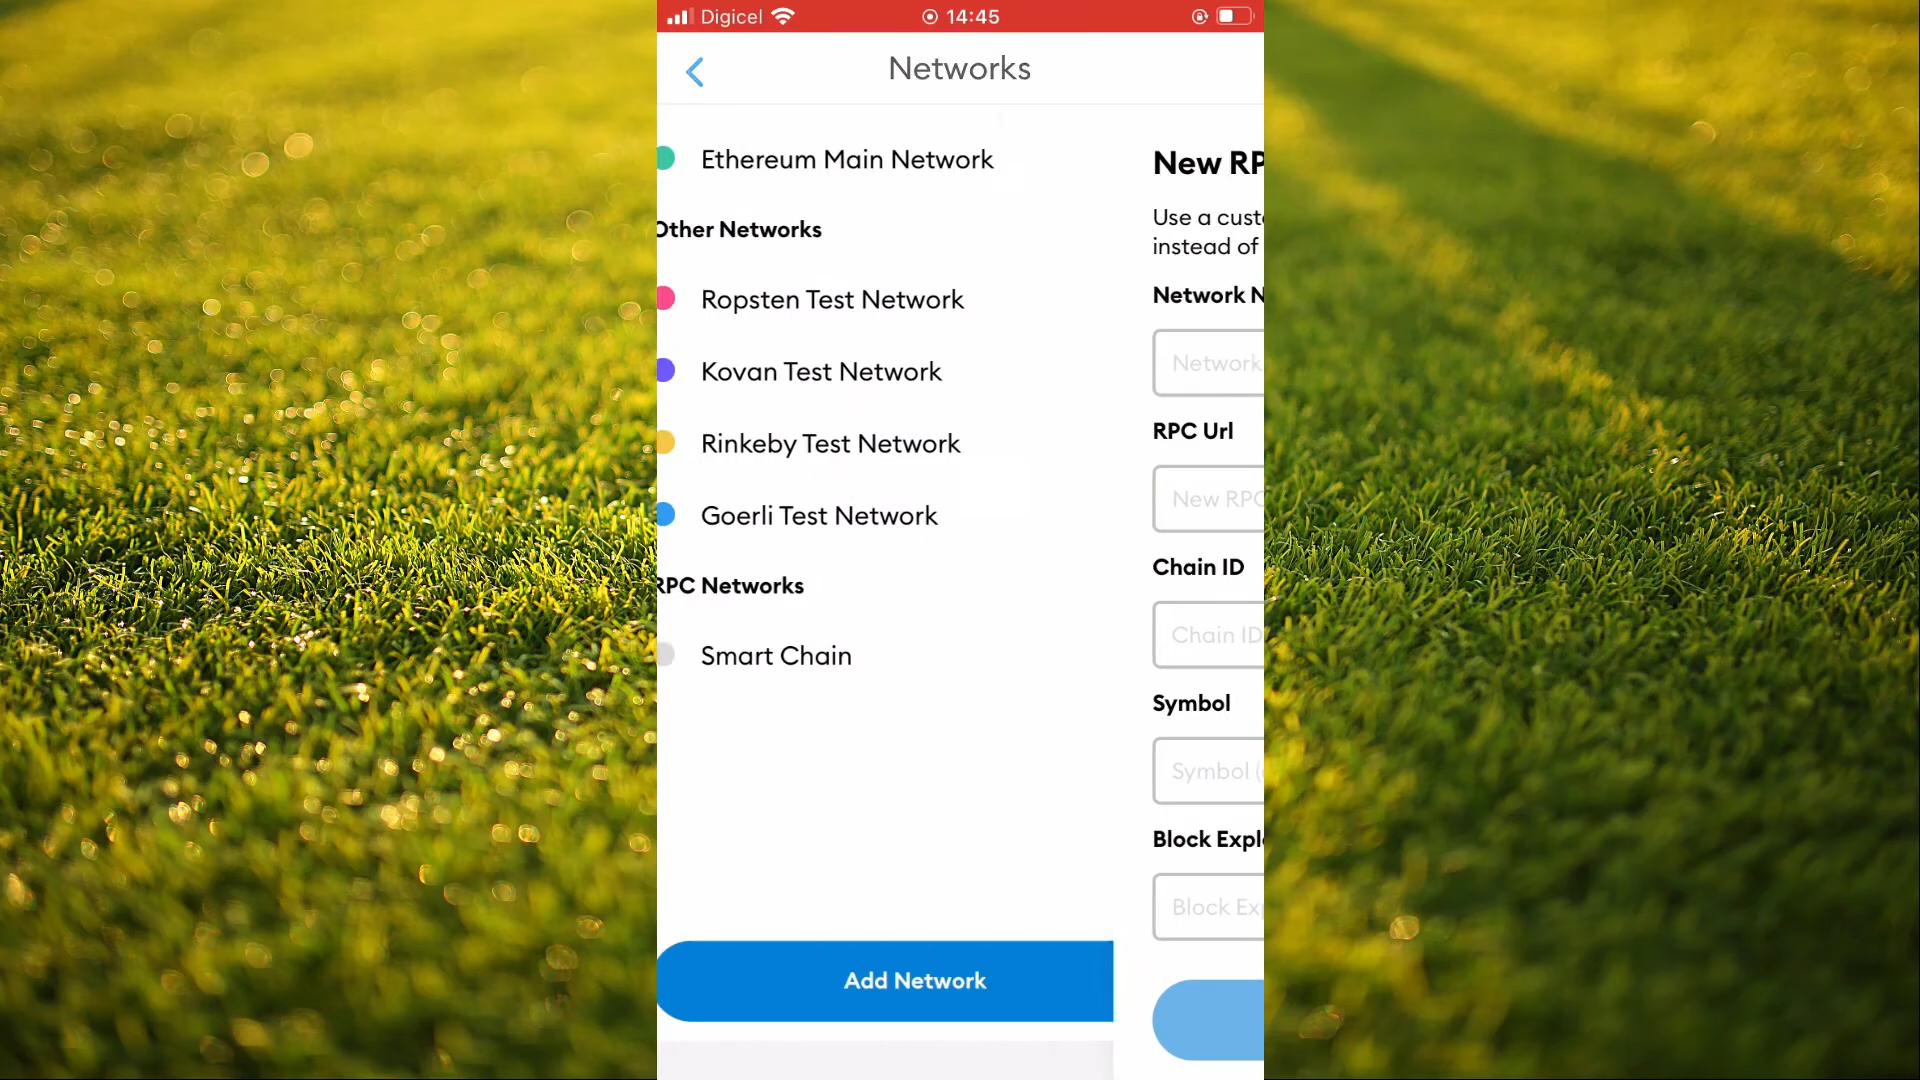 Digicel
14:45
Networks
Ethereum Main Network
Other Networks
Ropsten Test Network
Kovan Test Network
Rinkeby Test Network
Goerli Test Network
RPC Networks
Smart Chain
Add Network
New RP
Use a cust
instead of
Network N
Network
RPC Url
New RPC
Chain ID
Chain ID
Symbol
Symbol (
Block Expl
Block Exp